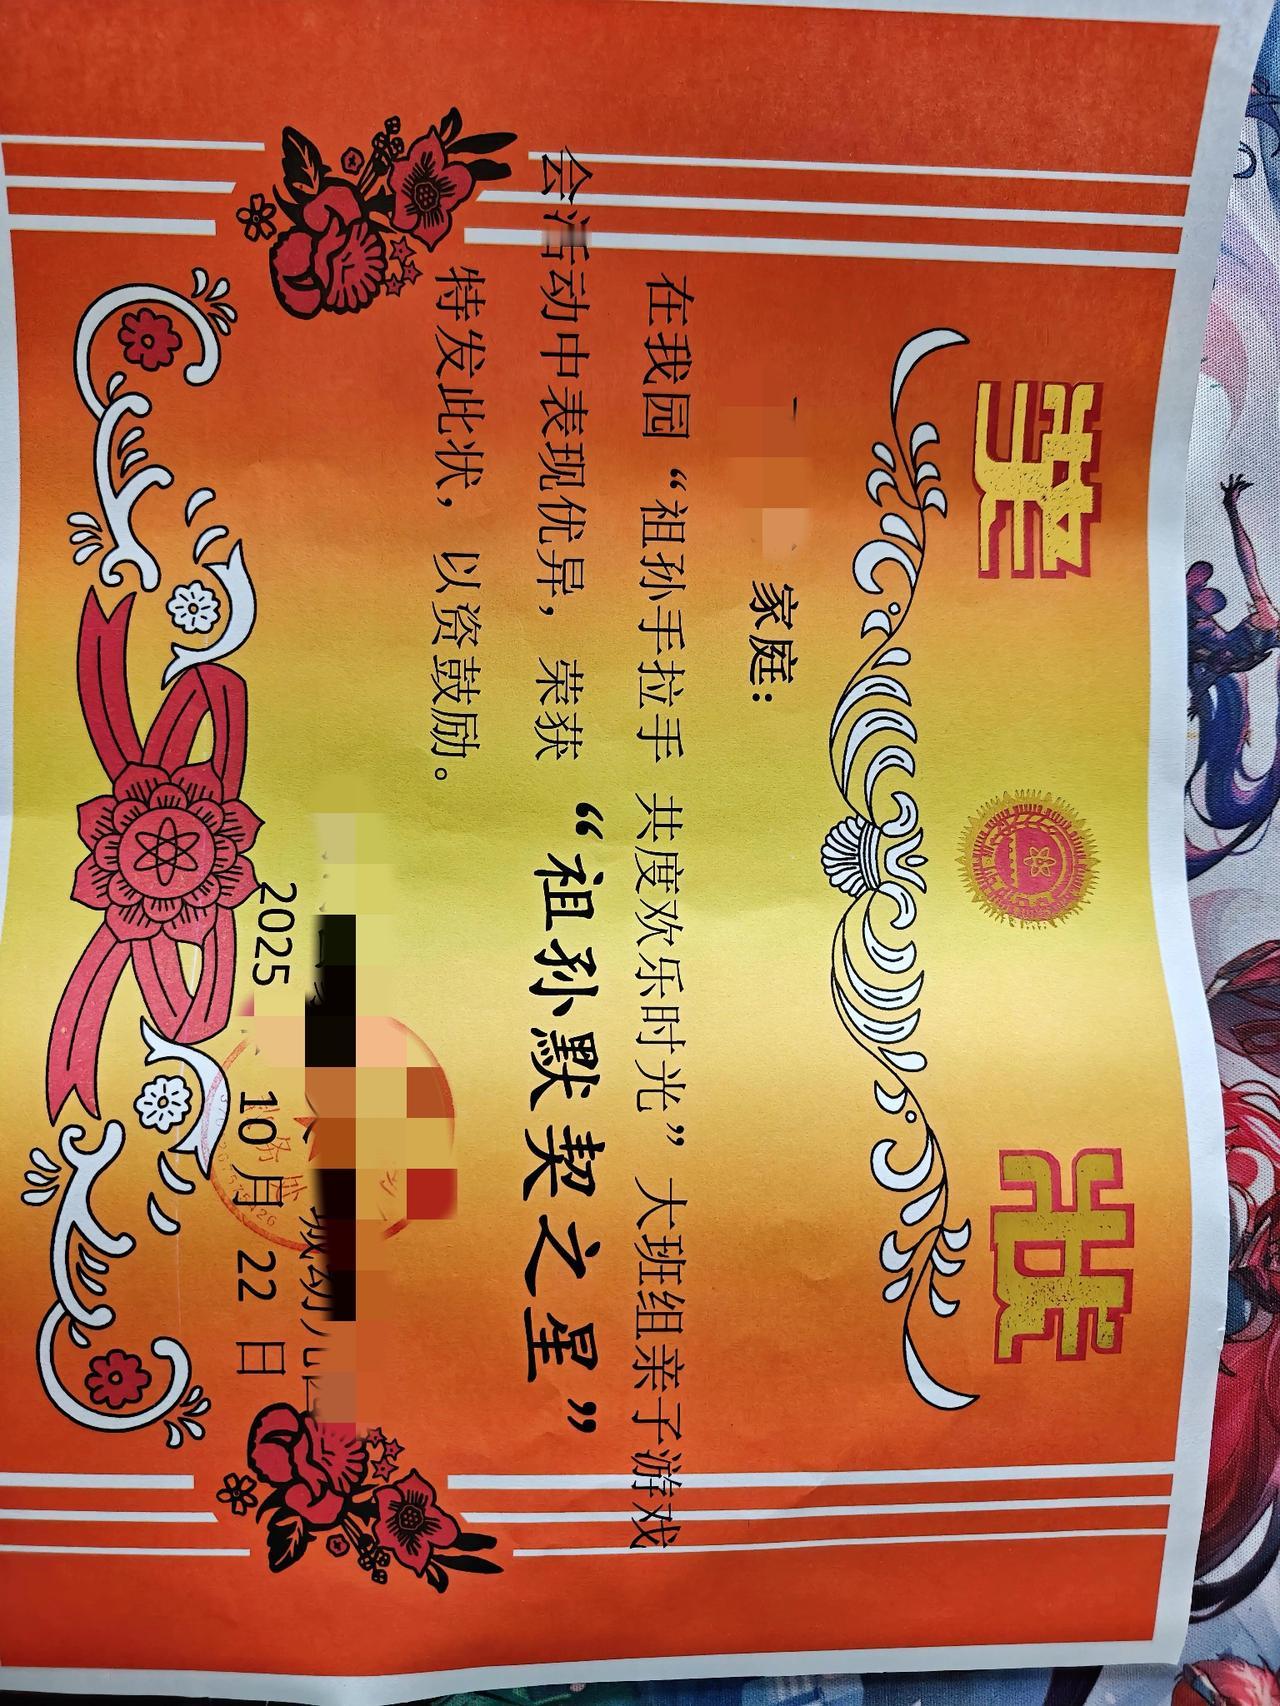 奖状
家庭：
在我园“祖孙手拉手 共度欢乐时光”大班组亲子游戏
会活动中表现优异，荣获“祖孙默契之星”
特发此状，以资鼓励。
2025 10月 22 日